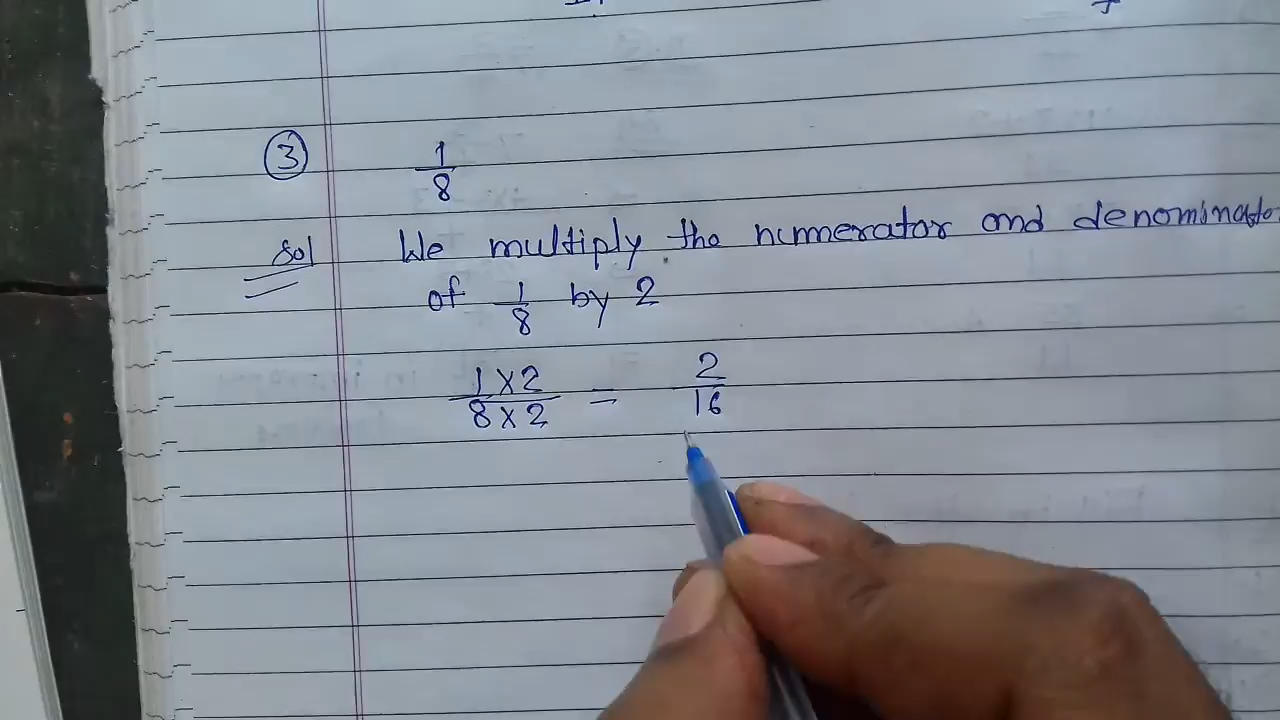 ③ 1/8
Sol We multiply the numerator and denominator
of 1/8 by 2
1×2/8×2 = 2/16